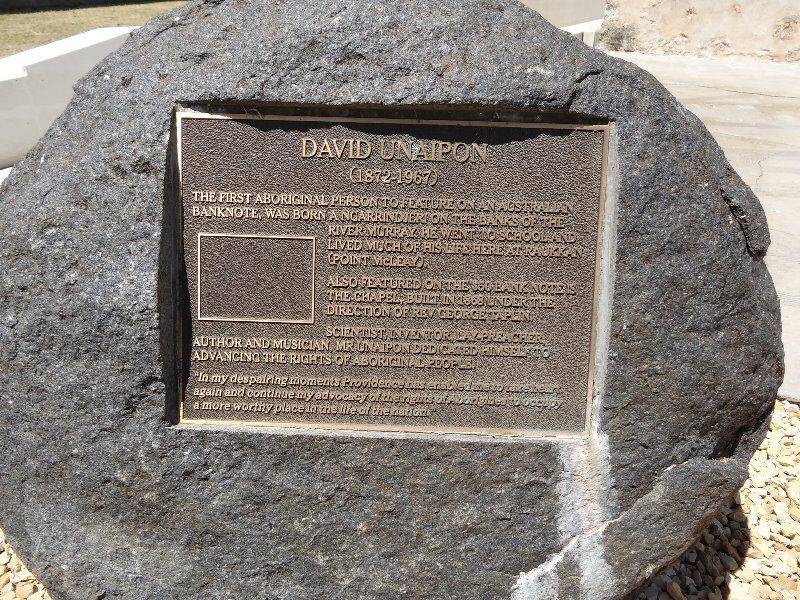 DAVID UNAIPON
(1872-1967)
THE FIRST ABORIGINAL PERSON TO FEATURE ON AN AUSTRALIAN
BANKNOTE, WAS BORN A NGARRINDJERI ON THE BANKS OF THE
RIVER MURRAY. HE WENT TO SCHOOL AND
LIVED MUCH OF HIS LIFE HERE AT RAUKKAN
(POINT McLEAY).
ALSO FEATURED ON THE $50 BANK NOTE IS
THE CHAPEL, BUILT IN 1869 UNDER THE
DIRECTION OF REV GEORGE TAPLIN.
SCIENTIST, INVENTOR, LAY-PREACHER,
AUTHOR AND MUSICIAN, MR UNAIPON DEDICATED HIMSELF TO
ADVANCING THE RIGHTS OF ABORIGINAL PEOPLE.
"In my despairing moments Providence has enabled me to take heart
again and continue my advocacy of the rights of Aborigines to occupy
a more worthy place in the life of the nation.